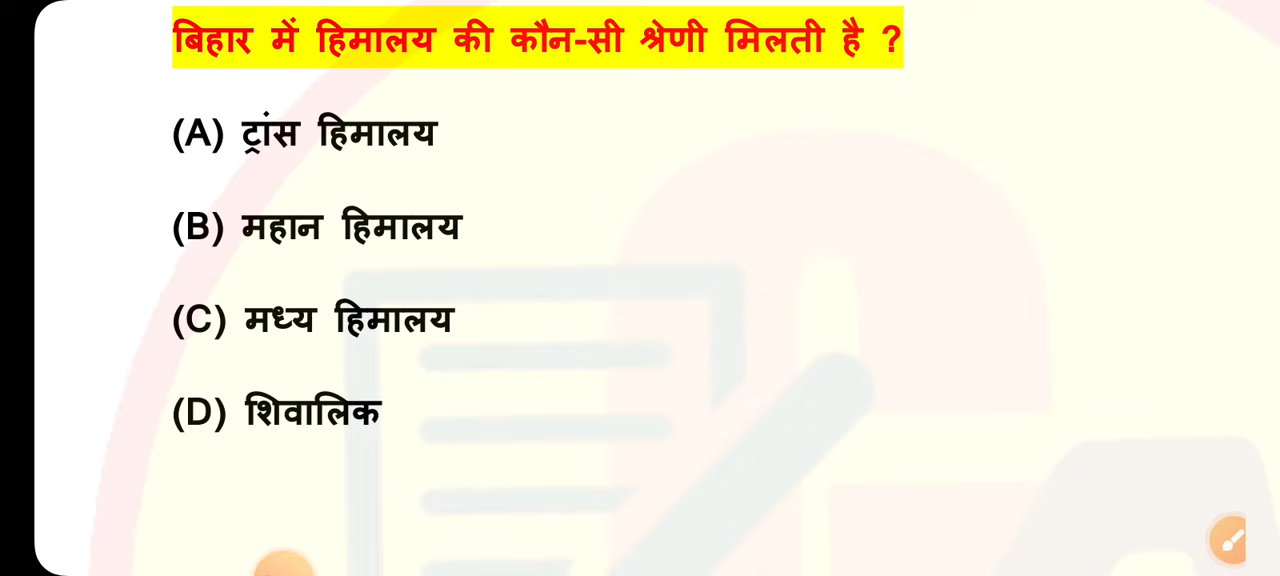 बिहार में हिमालय की कौन-सी श्रेणी मिलती है ?
(A) ट्रांस हिमालय
(B) महान हिमालय
(C) मध्य हिमालय
(D) शिवालिक